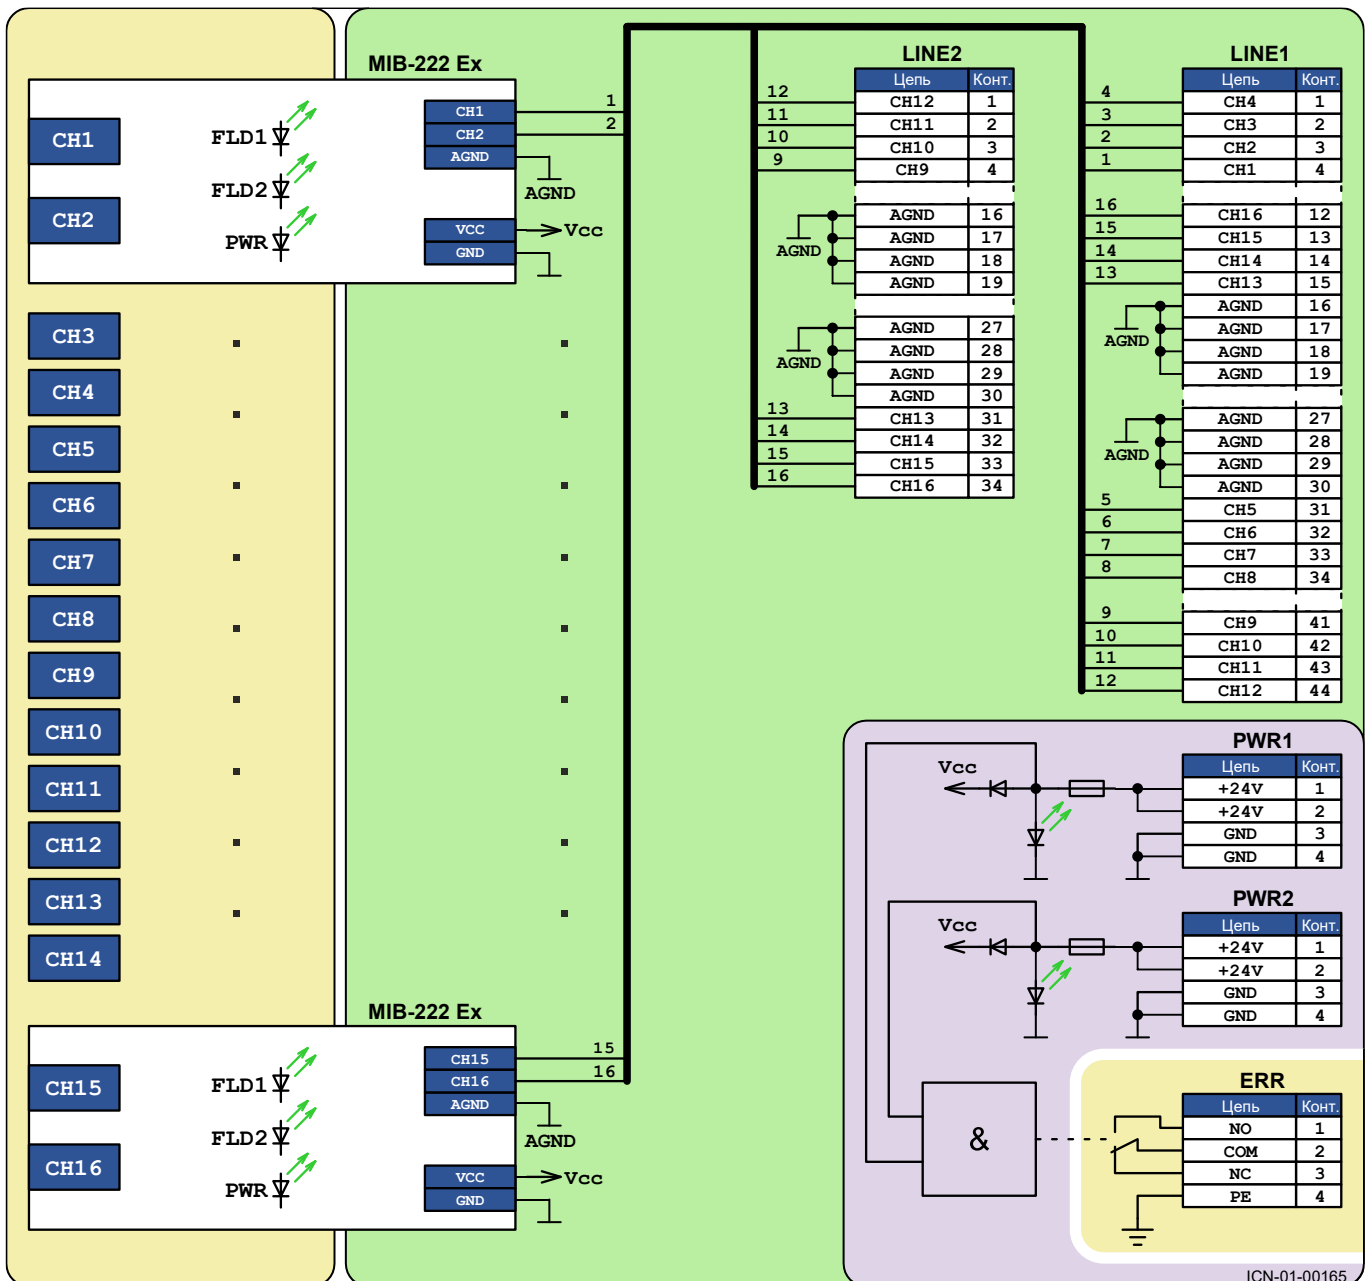 MIB-222 Ex
CH1
CH2
FLD1
FLD2
PWR
CH1
CH2
AGND
VCC
GND
1
2
AGND
Vcc
CH3
CH4
CH5
CH6
CH7
CH8
CH9
CH10
CH11
CH12
CH13
CH14
MIB-222 Ex
CH15
CH16
FLD1
FLD2
PWR
CH15
CH16
AGND
VCC
GND
15
16
AGND
Vcc
LINE2
Цепь Конт.
12 CH12 1
11 CH11 2
10 CH10 3
9 CH9 4
AGND 16
AGND 17
AGND 18
AGND 19
AGND
AGND 27
AGND 28
AGND 29
AGND 30
AGND
13 CH13 31
14 CH14 32
15 CH15 33
16 CH16 34
LINE1
Цепь Конт.
4 CH4 1
3 CH3 2
2 CH2 3
1 CH1 4
16 CH16 12
15 CH15 13
14 CH14 14
13 CH13 15
AGND 16
AGND 17
AGND 18
AGND 19
AGND
AGND 27
AGND 28
AGND 29
AGND 30
AGND
5 CH5 31
6 CH6 32
7 CH7 33
8 CH8 34
9 CH9 41
10 CH10 42
11 CH11 43
12 CH12 44
PWR1
Vcc
Цепь Конт.
+24V 1
+24V 2
GND 3
GND 4
PWR2
Vcc
Цепь Конт.
+24V 1
+24V 2
GND 3
GND 4
&
ERR
Цепь Конт.
NO 1
COM 2
NC 3
PE 4
ICN-01-00165